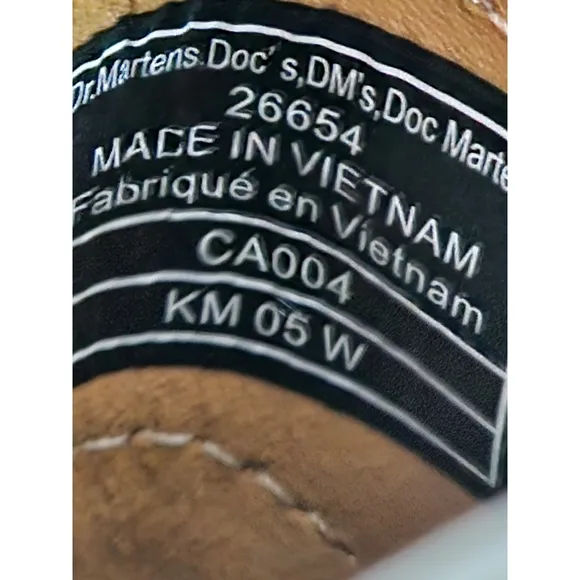 Dr.Martens.Doc's,DM's,Doc Marte
26654
MADE IN VIETNAM
Fabriqué en Vietnam
CA004
KM 05 W